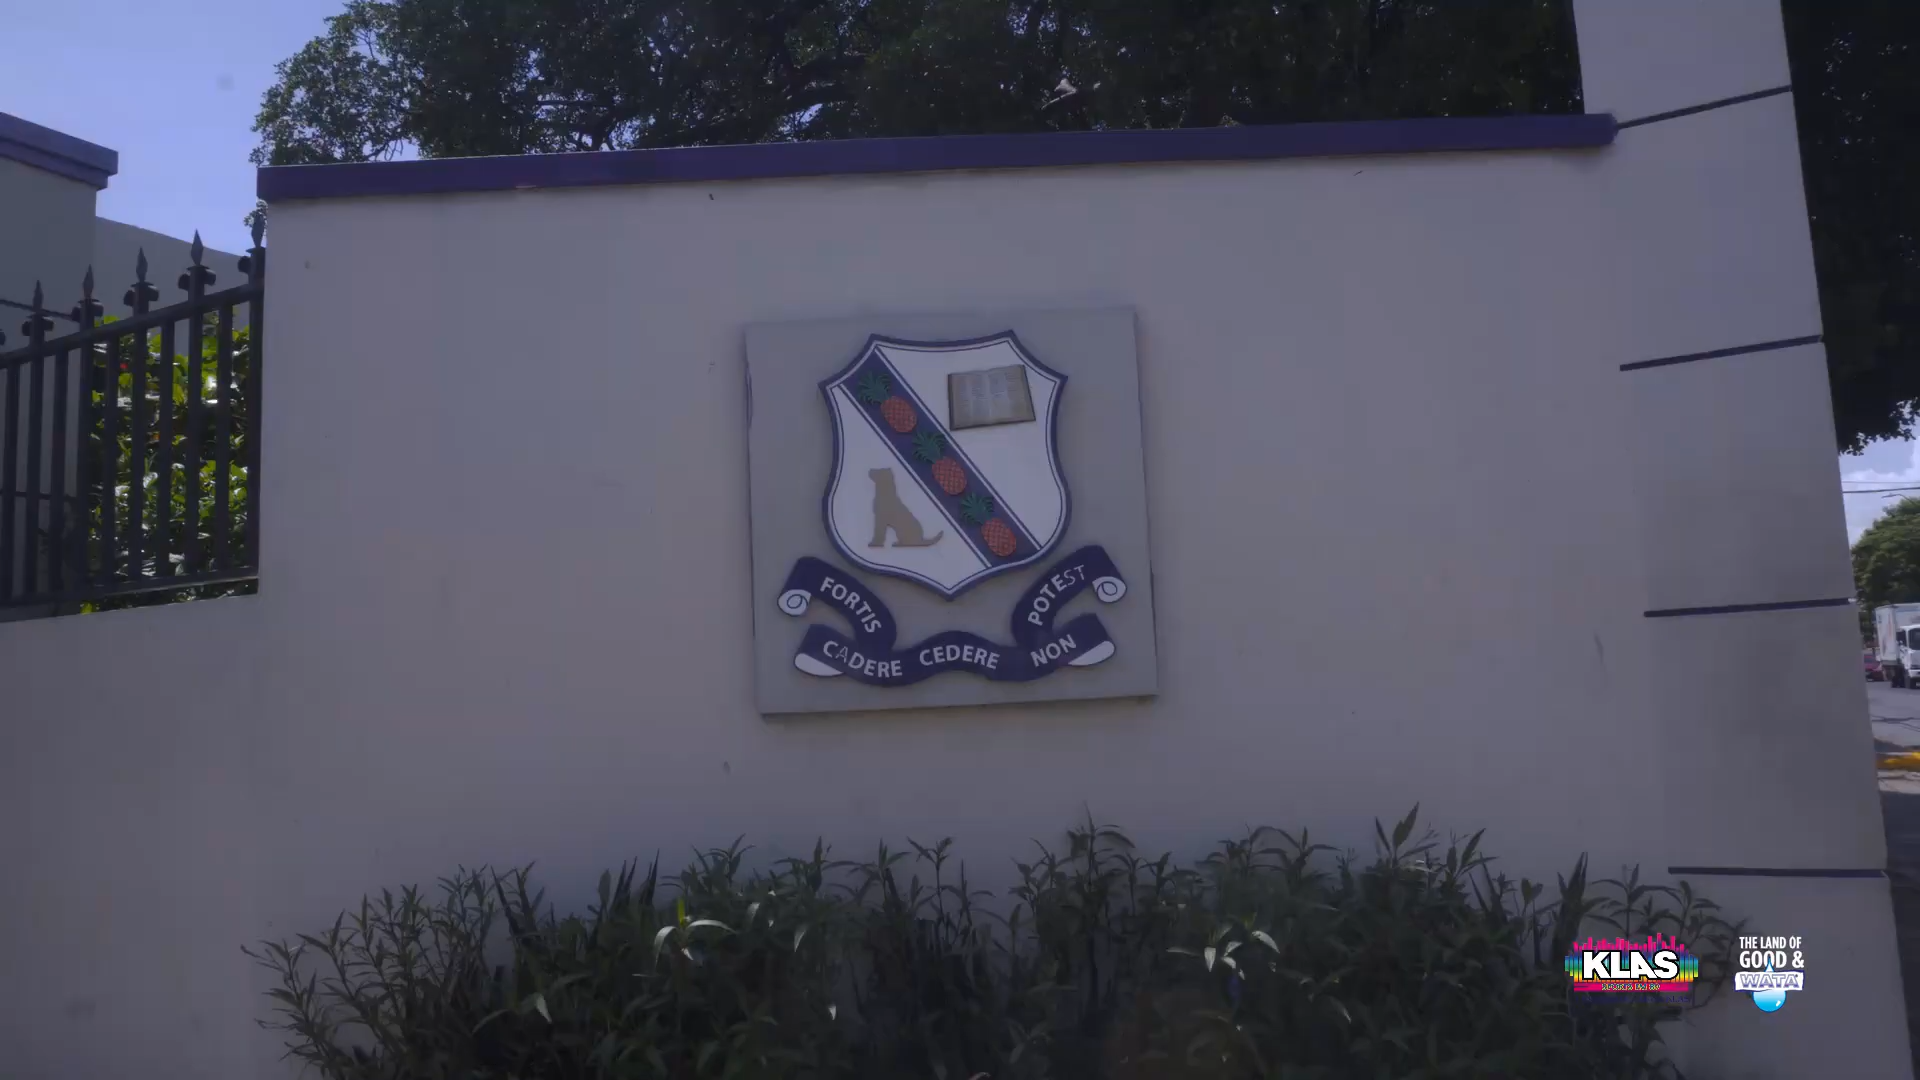 FORTIS
CADERE CEDERE NON
POTEST
KLAS
THE LAND OF
GOOD &
WATA